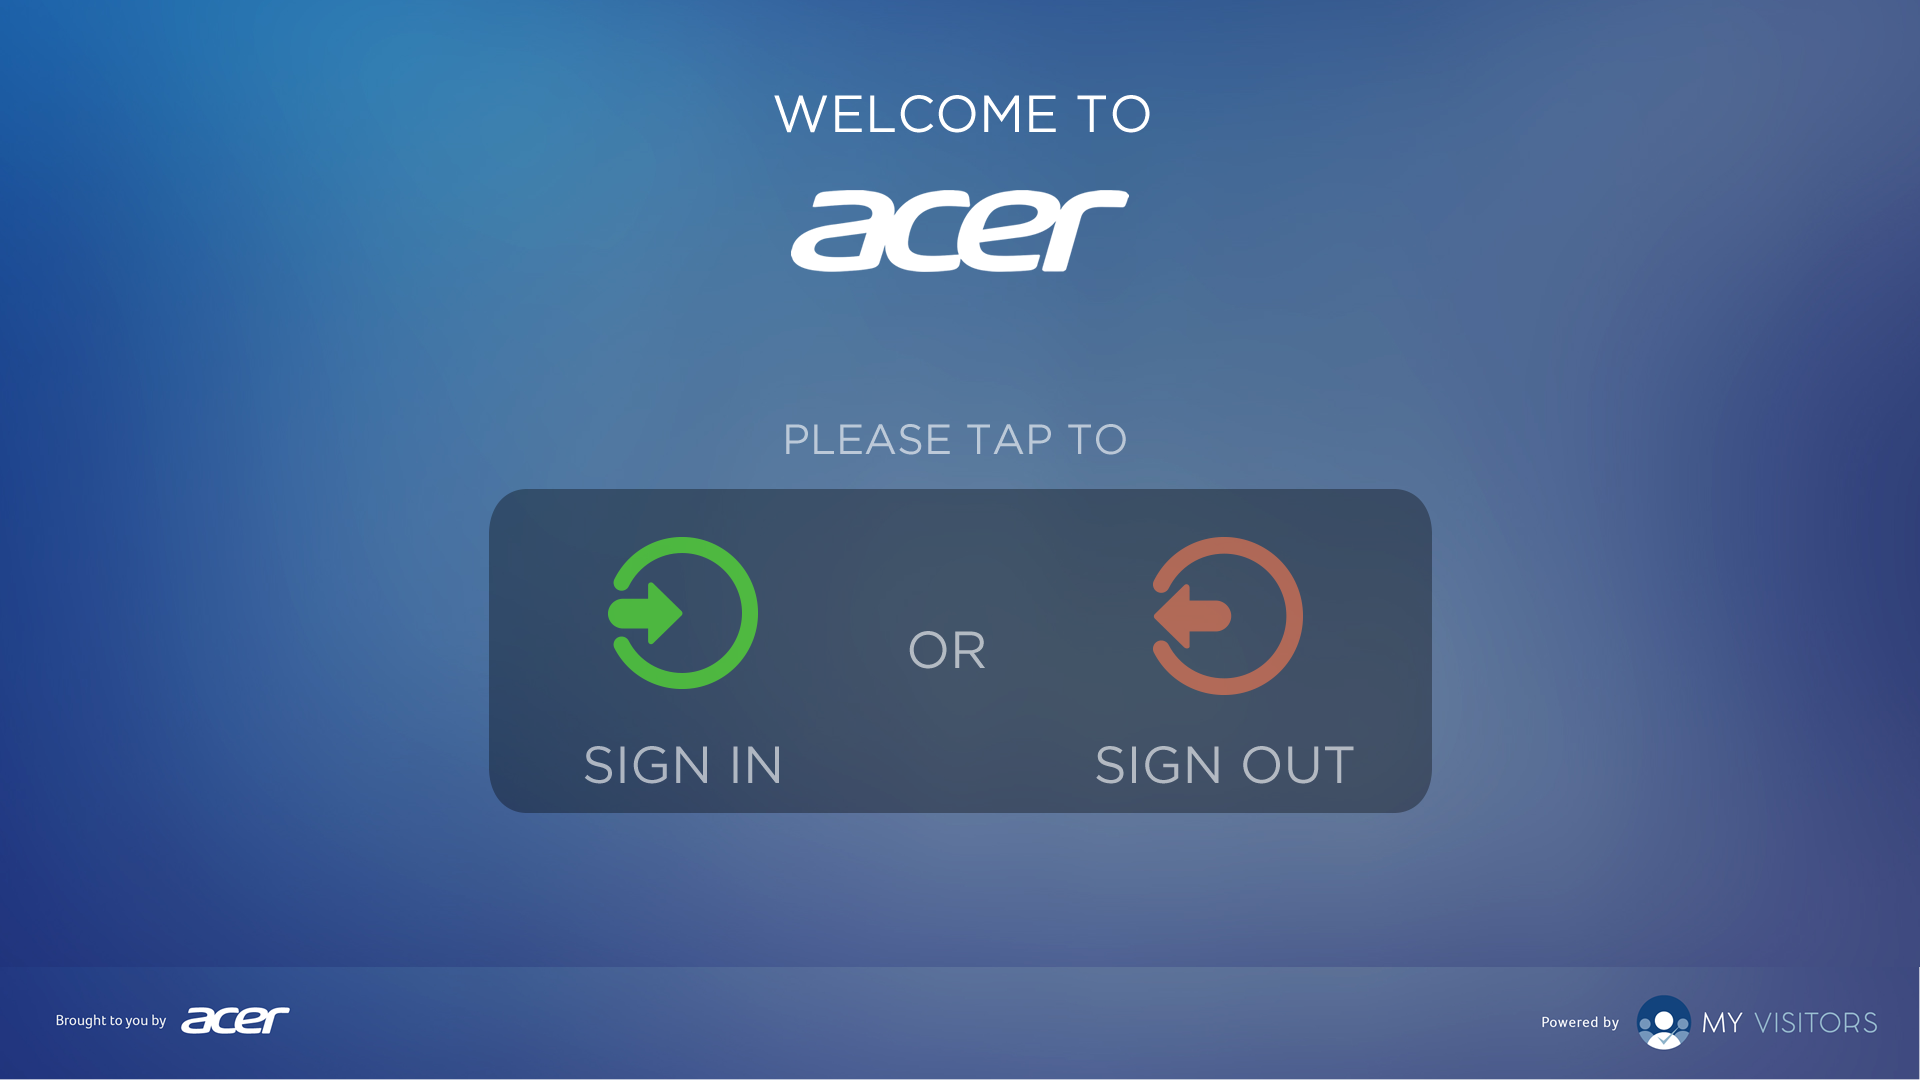 WELCOME TO
acer
PLEASE TAP TO
OR
SIGN IN
SIGN OUT
Brought to you by acer
Powered by MY VISITORS